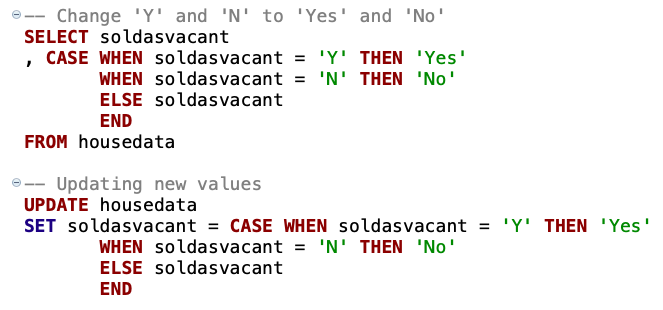 -- Change 'Y' and 'N' to 'Yes' and 'No'
SELECT soldasvacant
, CASE WHEN soldasvacant = 'Y' THEN 'Yes'
       WHEN soldasvacant = 'N' THEN 'No'
       ELSE soldasvacant
       END
FROM housedata

-- Updating new values
UPDATE housedata
SET soldasvacant = CASE WHEN soldasvacant = 'Y' THEN 'Yes'
       WHEN soldasvacant = 'N' THEN 'No'
       ELSE soldasvacant
       END